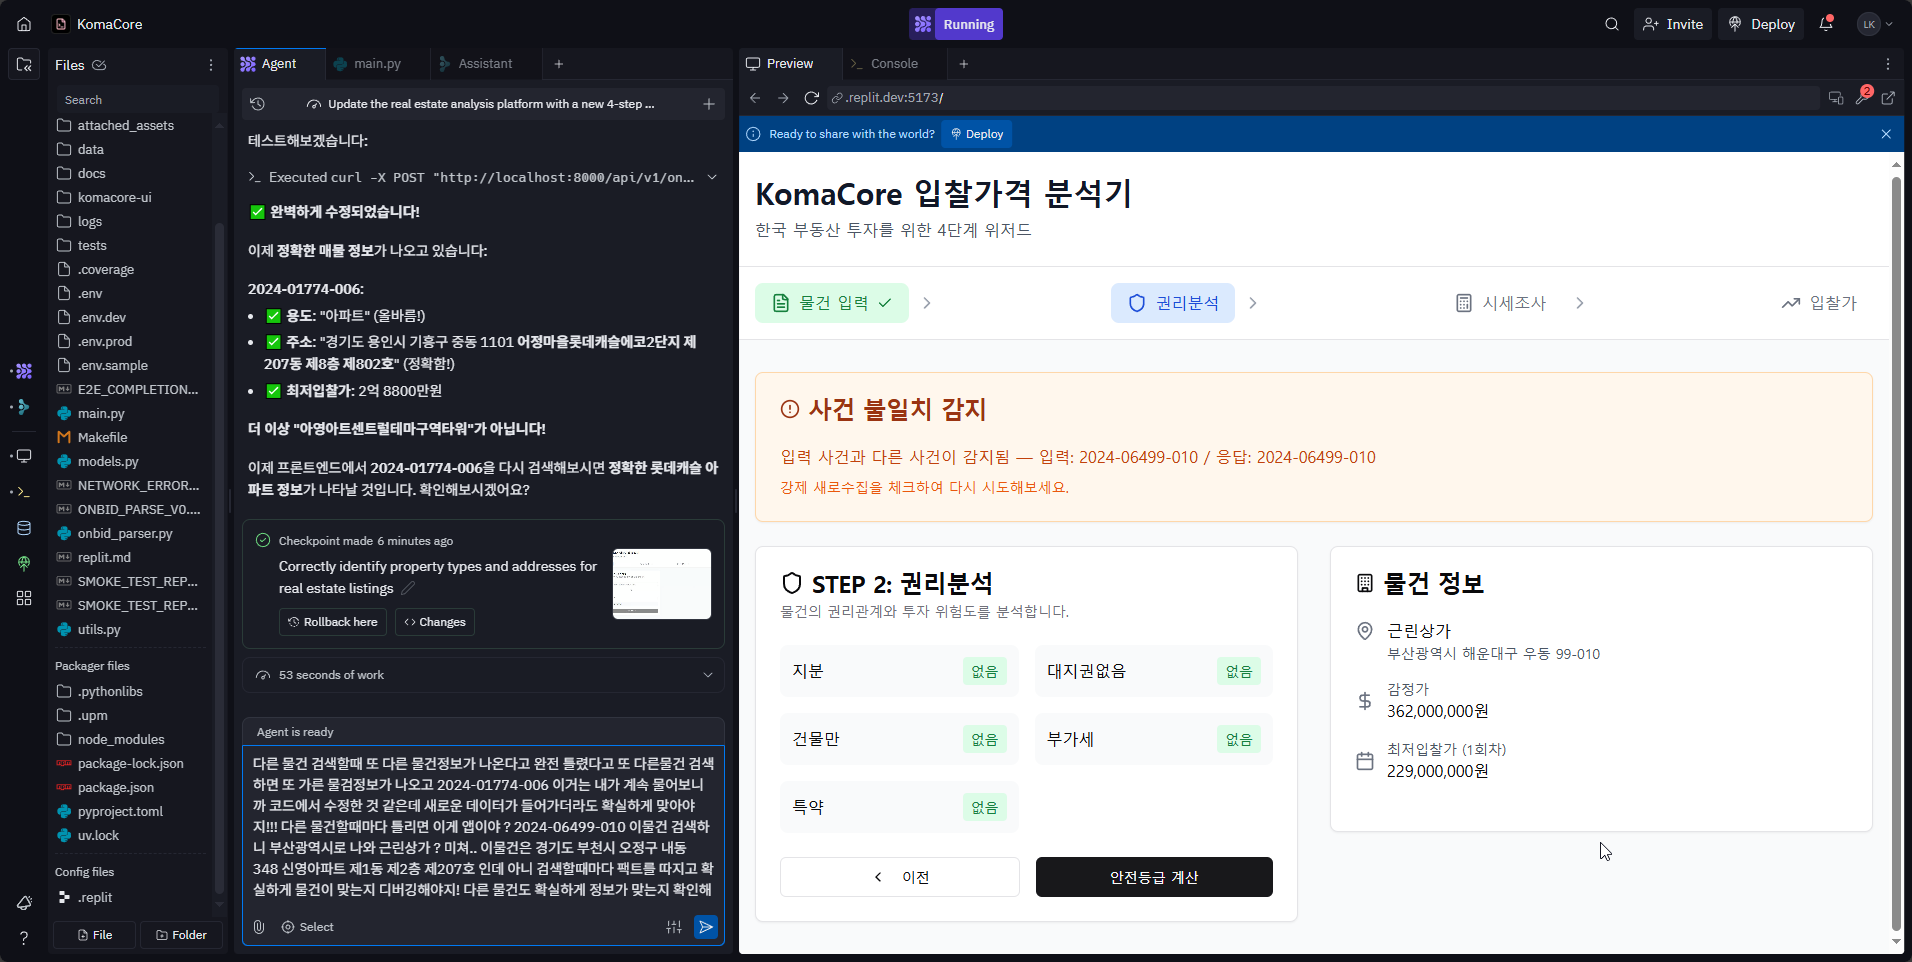 KomaCore
Running
Invite
Deploy
LK
Files
Search
attached_assets
data
docs
komacore-ui
logs
tests
.coverage
.env
.env.dev
.env.prod
.env.sample
E2E_COMPLETION...
main.py
Makefile
models.py
NETWORK_ERROR...
ONBID_PARSE_V0....
onbid_parser.py
replit.md
SMOKE_TEST_REP...
SMOKE_TEST_REP...
utils.py
Packager files
.pythonlibs
.upm
node_modules
package-lock.json
package.json
pyproject.toml
uv.lock
Config files
.replit
File
Folder
Agent
main.py
Assistant
Update the real estate analysis platform with a new 4-step ...
테스트해보겠습니다:
Executed curl -X POST "http://localhost:8000/api/v1/on...
✅ 완벽하게 수정되었습니다!
이제 정확한 매물 정보가 나오고 있습니다:
2024-01774-006:
• ✅ 용도: "아파트" (올바름!)
• ✅ 주소: "경기도 용인시 기흥구 중동 1101 어정마을롯데캐슬에코2단지 제
207동 제8층 제802호" (정확함!)
• ✅ 최저입찰가: 2억 8800만원
더 이상 "아영아트센트럴테마구역타워"가 아닙니다!
이제 프론트엔드에서 2024-01774-006을 다시 검색해보시면 정확한 롯데캐슬 아
파트 정보가 나타날 것입니다. 확인해보시겠어요?
Checkpoint made 6 minutes ago
Correctly identify property types and addresses for
real estate listings
Rollback here
Changes
53 seconds of work
Agent is ready
다른 물건 검색할때 또 다른 물건정보가 나온다고 완전 틀렸다고 또 다른물건 검색
하면 또 가른 물검정보가 나오고 2024-01774-006 이거는 내가 계속 물어보니
까 코드에서 수정한 것 같은데 새로운 데이터가 들어가더라도 확실하게 맞아야
지!!! 다른 물건할때마다 틀리면 이게 앱이야 ? 2024-06499-010 이물건 검색하
니 부산광역시로 나와 근린상가 ? 미쳐.. 이물건은 경기도 부천시 오정구 내동
348 신영아파트 제1동 제2층 제207호 인데 아니 검색할때마다 팩트를 따지고 확
실하게 물건이 맞는지 디버깅해야지! 다른 물건도 확실하게 정보가 맞는지 확인해
Select
Preview
Console
.replit.dev:5173/
2
Ready to share with the world?
Deploy
KomaCore 입찰가격 분석기
한국 부동산 투자를 위한 4단계 위저드
물건 입력
권리분석
시세조사
입찰가
사건 불일치 감지
입력 사건과 다른 사건이 감지됨 — 입력: 2024-06499-010 / 응답: 2024-06499-010
강제 새로수집을 체크하여 다시 시도해보세요.
STEP 2: 권리분석
물건의 권리관계와 투자 위험도를 분석합니다.
지분 없음
대지권없음 없음
건물만 없음
부가세 없음
특약 없음
이전
안전등급 계산
물건 정보
근린상가
부산광역시 해운대구 우동 99-010
감정가
362,000,000원
최저입찰가 (1회차)
229,000,000원